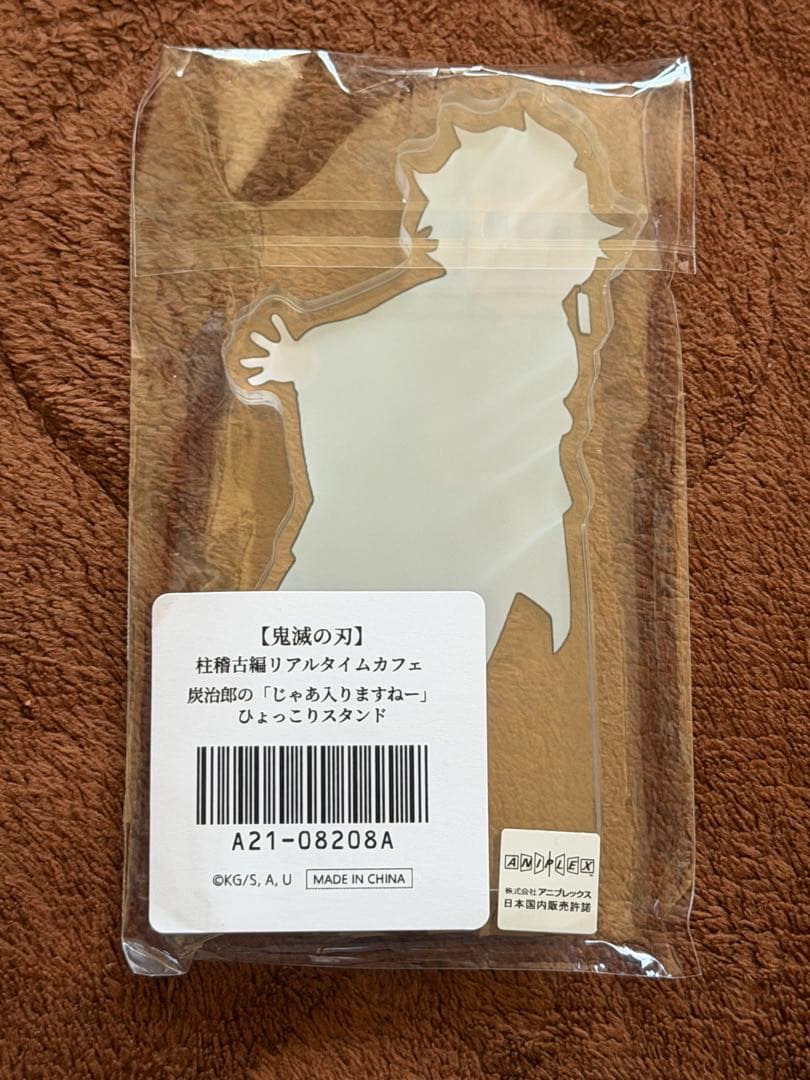 【鬼滅の刃】
柱稽古編リアルタイムカフェ
炭治郎の「じゃあ入りますねー」
ひょっこりスタンド
A21-08208A
©KG/S, A, U MADE IN CHINA
ANIPLEX
株式会社 アニプレックス
日本国内販売許諾